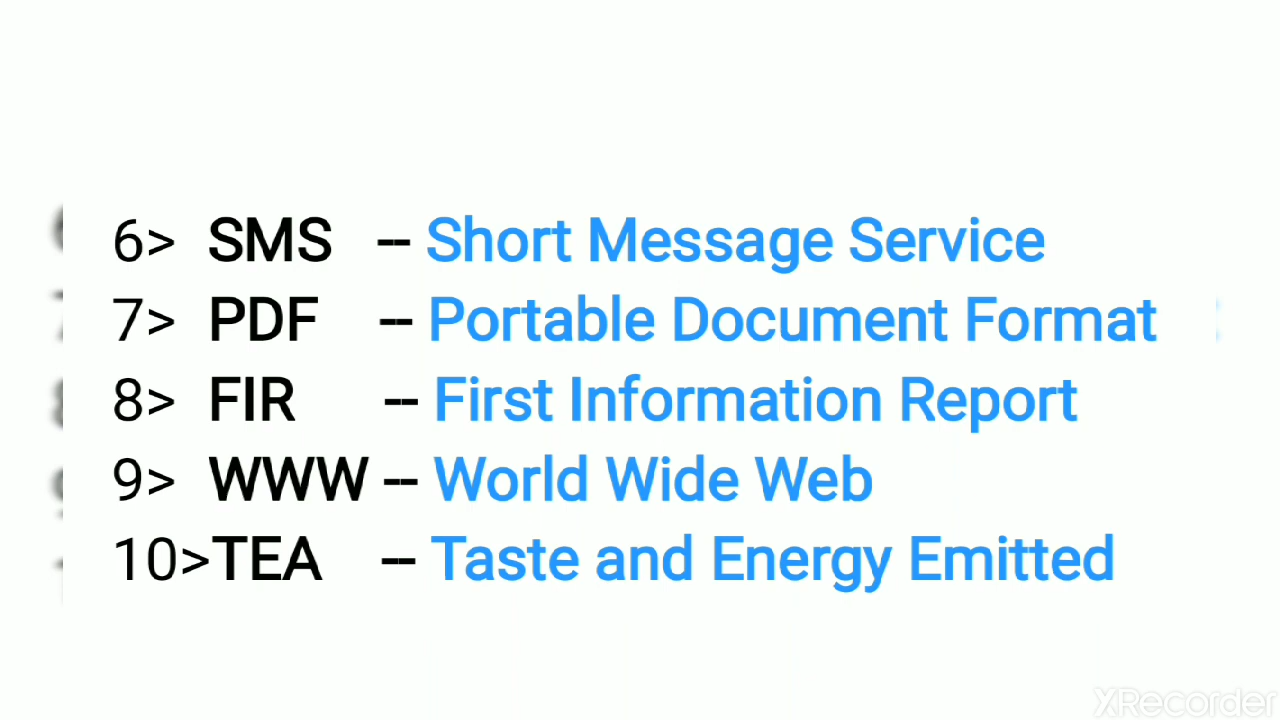 6> SMS -- Short Message Service
7> PDF -- Portable Document Format
8> FIR -- First Information Report
9> WWW -- World Wide Web
10>TEA -- Taste and Energy Emitted
XRecorder